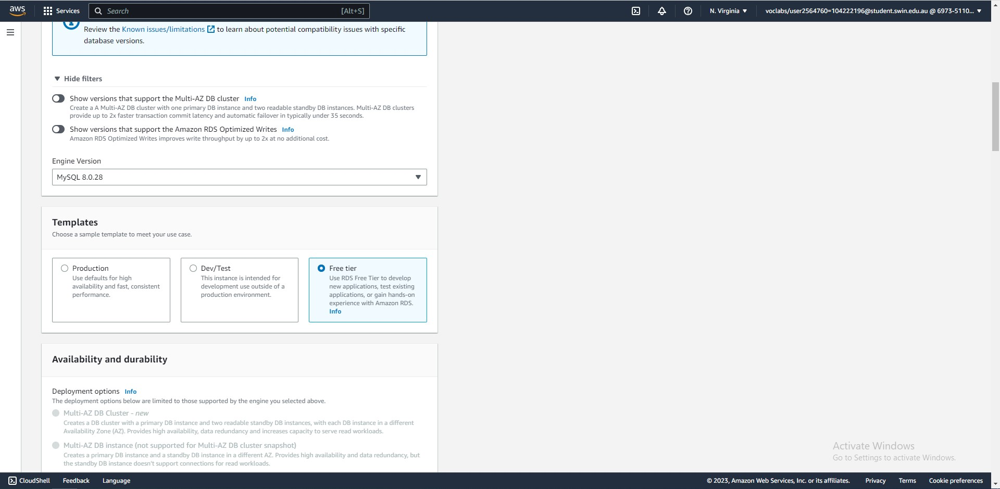 aws
Services
Search
[Alt+S]
N. Virginia
voclabs/user2564760=104222196@student.swin.edu.au @ 6973-5110...
Review the Known issues/limitations to learn about potential compatibility issues with specific
database versions.
Hide filters
Show versions that support the Multi-AZ DB cluster Info
Create a A Multi-AZ DB cluster with one primary DB instance and two readable standby DB instances. Multi-AZ DB clusters
provide up to 2x faster transaction commit latency and automatic failover in typically under 35 seconds.
Show versions that support the Amazon RDS Optimized Writes Info
Amazon RDS Optimized Writes improves write throughput by up to 2x at no additional cost.
Engine Version
MySQL 8.0.28
Templates
Choose a sample template to meet your use case.
Production
Use defaults for high
availability and fast, consistent
performance.
Dev/Test
This instance is intended for
development use outside of a
production environment.
Free tier
Use RDS Free Tier to develop
new applications, test existing
applications, or gain hands-on
experience with Amazon RDS.
Info
Availability and durability
Deployment options Info
The deployment options below are limited to those supported by the engine you selected above.
Multi-AZ DB Cluster - new
Creates a DB cluster with a primary DB instance and two readable standby DB instances, with each DB instance in a different
Availability Zone (AZ). Provides high availability, data redundancy and increases capacity to serve read workloads.
Multi-AZ DB instance (not supported for Multi-AZ DB cluster snapshot)
Creates a primary DB instance and a standby DB instance in a different AZ. Provides high availability and data redundancy, but
the standby DB instance doesn't support connections for read workloads.
Activate Windows
Go to Settings to activate Windows.
CloudShell
Feedback
Language
© 2023, Amazon Web Services, Inc. or its affiliates.
Privacy
Terms
Cookie preferences